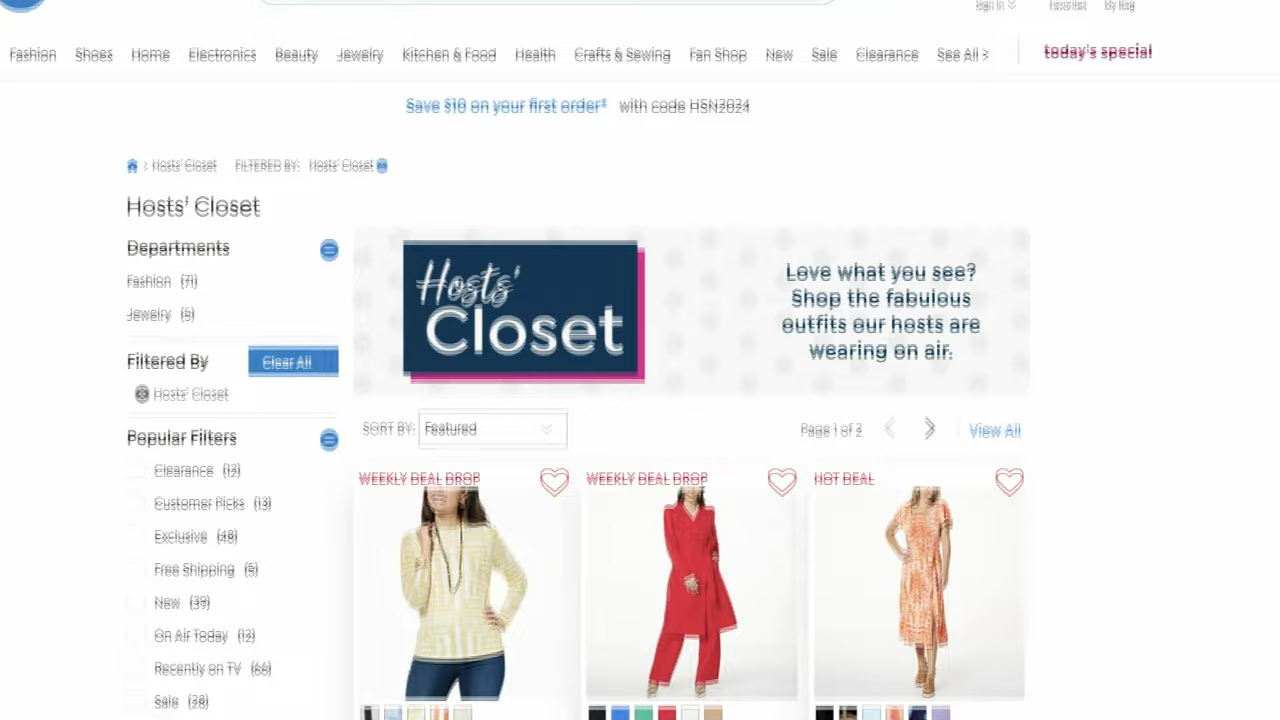 Sign In Favorites My Bag
Fashion Shoes Home Electronics Beauty Jewelry Kitchen & Food Health Crafts & Sewing Fan Shop New Sale Clearance See All > today's special
Save $10 on your first order* with code HSN2024
> Hosts' Closet FILTERED BY: Hosts' Closet
Hosts' Closet
Departments
Fashion (71)
Jewelry (5)
Filtered By Clear All
Hosts' Closet
Popular Filters
Clearance (12)
Customer Picks (13)
Exclusive (48)
Free Shipping (5)
New (39)
On Air Today (12)
Recently on TV (66)
Sale (28)
Hosts'
Closet
Love what you see?
Shop the fabulous
outfits our hosts are
wearing on air.
SORT BY: Featured Page 1 of 2 View All
WEEKLY DEAL DROP WEEKLY DEAL DROP HOT DEAL